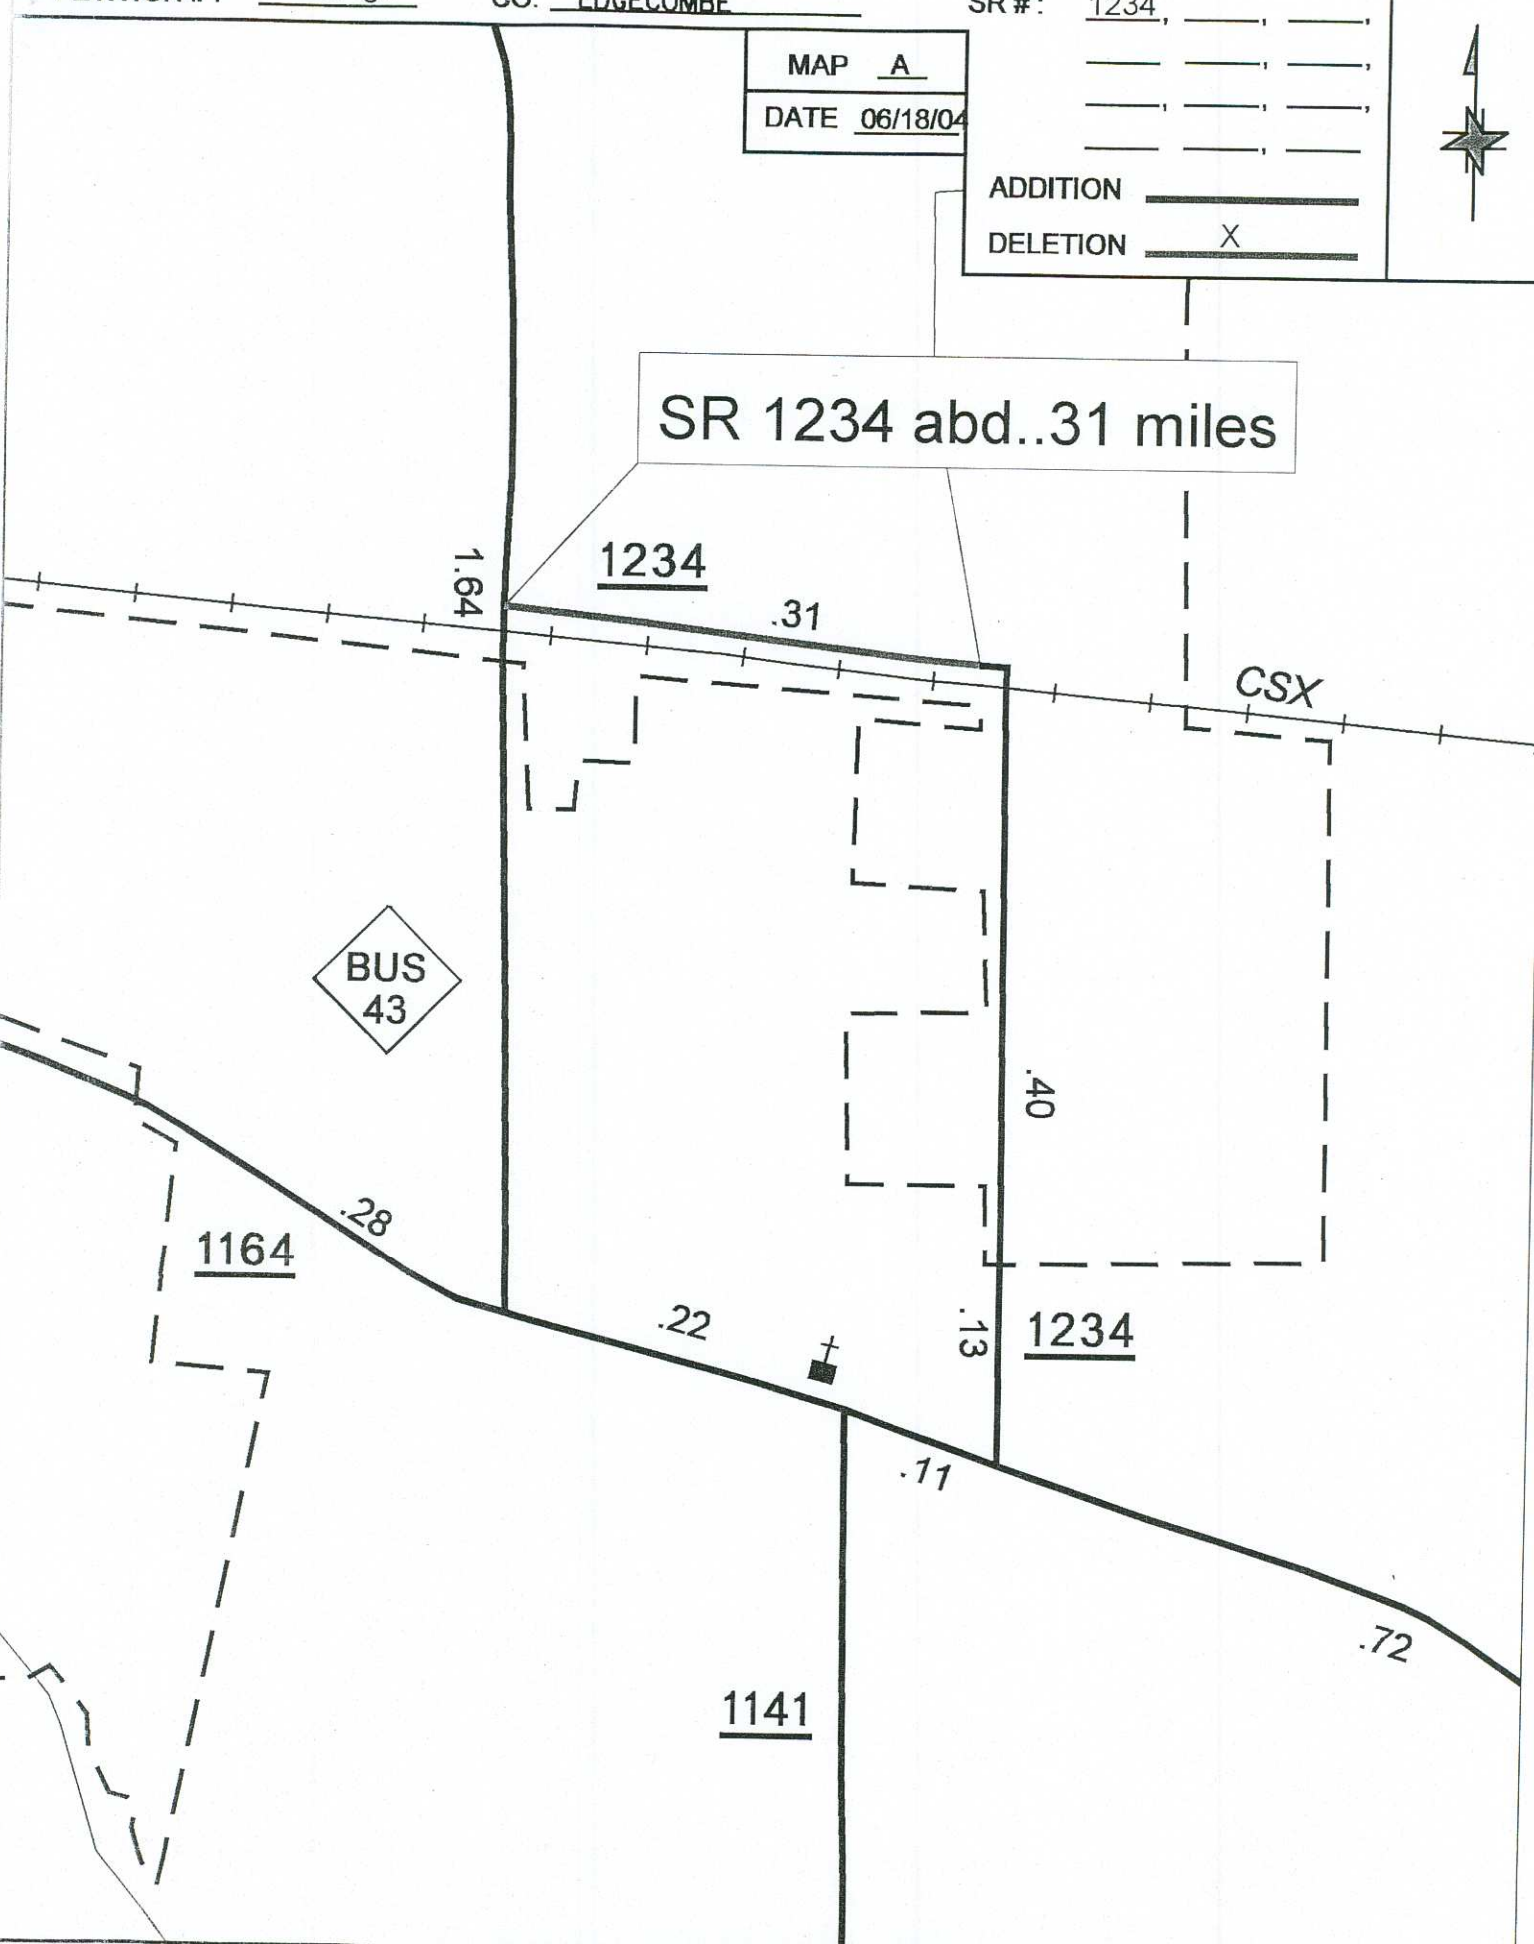 CO. EDGECOMBE
SR #: 1234, , ,
MAP A
DATE 06/18/04
ADDITION
DELETION X
SR 1234 abd..31 miles
1.64
1234
.31
CSX
BUS
43
.40
.28
1164
.22
.13
1234
.11
.72
1141